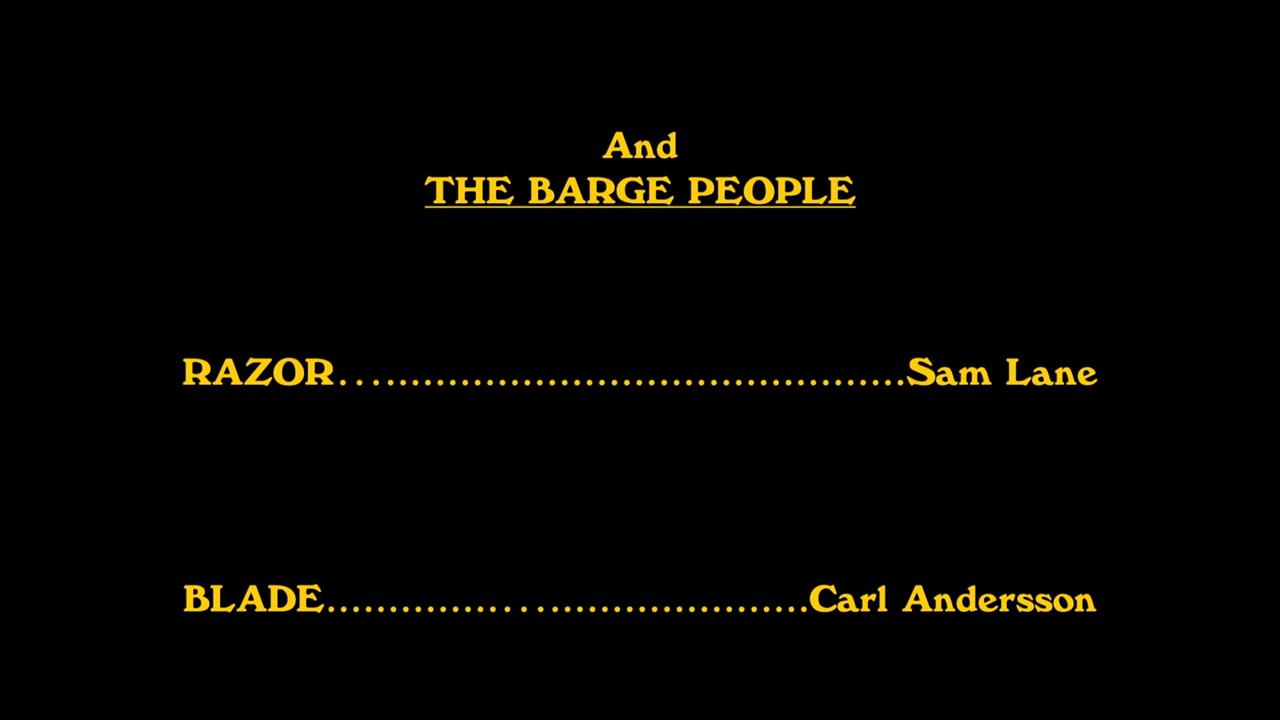 And
THE BARGE PEOPLE
RAZOR.............................................Sam Lane
BLADE.......................................Carl Andersson